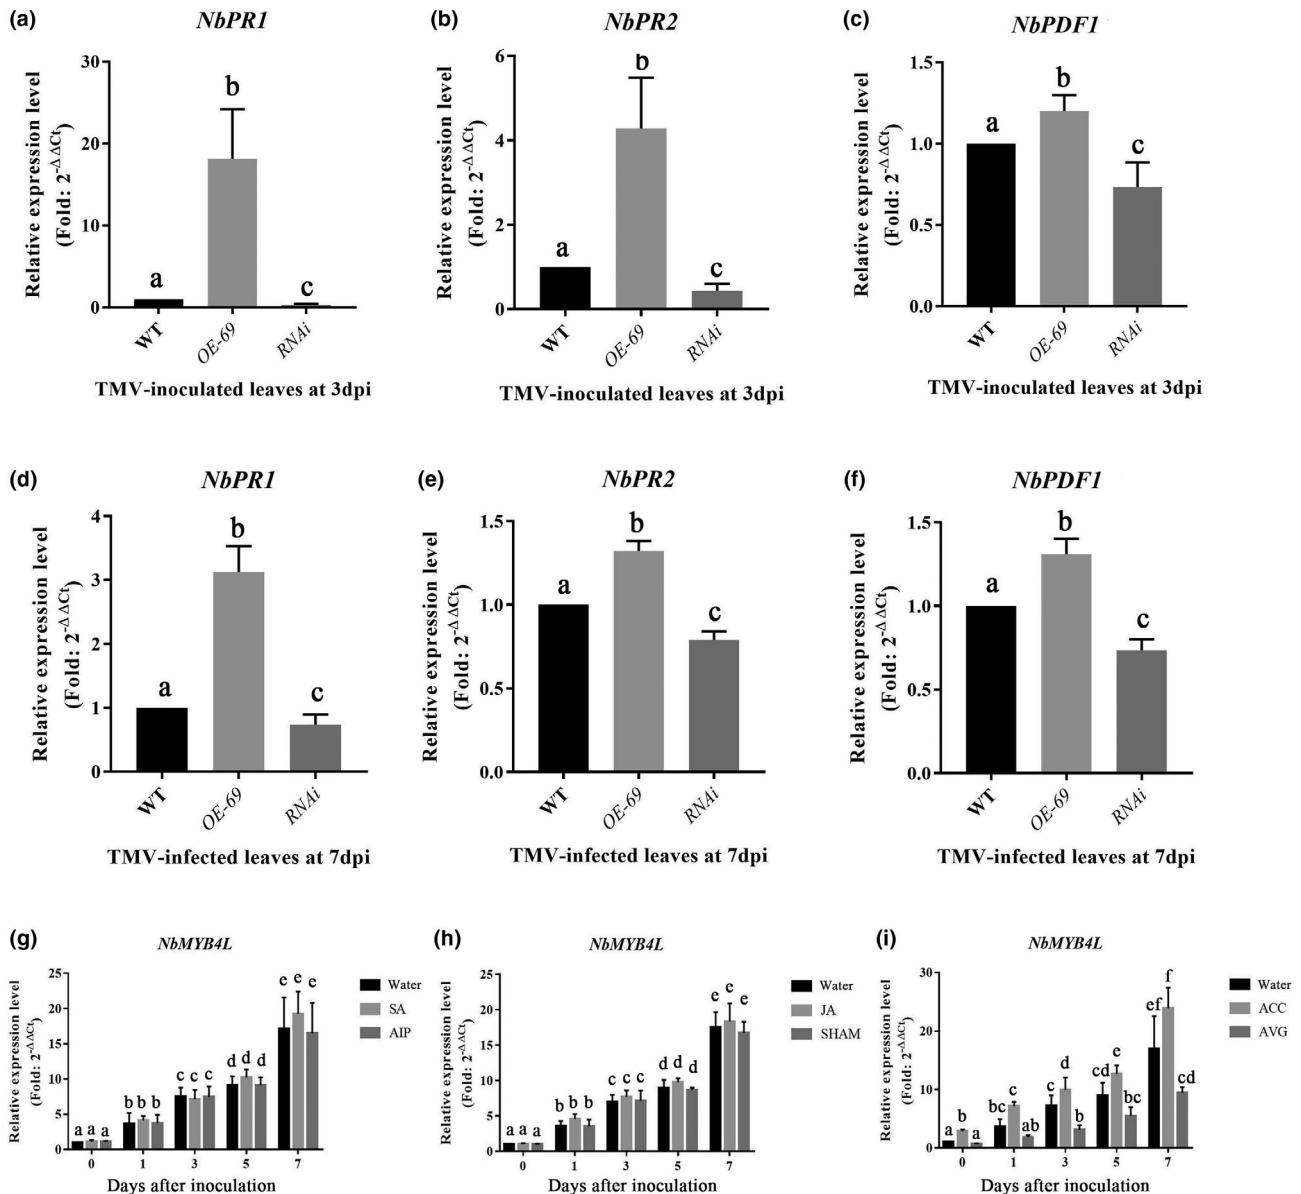 (a)
NbPR1
Relative expression level
(Fold: 2-Δ ΔCt)
30
20
10
0
a
b
c
WT
OE-69
RNAi
TMV-inoculated leaves at 3dpi
(b)
NbPR2
Relative expression level
(Fold: 2-Δ ΔCt)
6
4
2
0
a
b
c
WT
OE-69
RNAi
TMV-inoculated leaves at 3dpi
(c)
NbPDF1
Relative expression level
(Fold: 2-Δ ΔCt)
1.5
1.0
0.5
0.0
a
b
c
WT
OE-69
RNAi
TMV-inoculated leaves at 3dpi
(d)
NbPR1
Relative expression level
(Fold: 2-Δ ΔCt)
4
3
2
1
0
a
b
c
WT
OE-69
RNAi
TMV-infected leaves at 7dpi
(e)
NbPR2
Relative expression level
(Fold: 2-Δ ΔCt)
1.5
1.0
0.5
0.0
a
b
c
WT
OE-69
RNAi
TMV-infected leaves at 7dpi
(f)
NbPDF1
Relative expression level
(Fold: 2-Δ ΔCt)
1.5
1.0
0.5
0.0
a
b
c
WT
OE-69
RNAi
TMV-infected leaves at 7dpi
(g)
NbMYB4L
Relative expression level
(Fold: 2-Δ ΔCt)
25
20
15
10
5
0
a a a
b b b
c c c
d d d
e e e
0 1 3 5 7
Days after inoculation
Water
SA
AIP
(h)
NbMYB4L
Relative expression level
(Fold: 2-Δ ΔCt)
25
20
15
10
5
0
a a a
b b b
c c c
d d d
e e e
0 1 3 5 7
Days after inoculation
Water
JA
SHAM
(i)
NbMYB4L
Relative expression level
(Fold: 2-Δ ΔCt)
30
20
10
0
a b a
bc c ab
c d b
cd e bc
ef f cd
0 1 3 5 7
Days after inoculation
Water
ACC
AVG